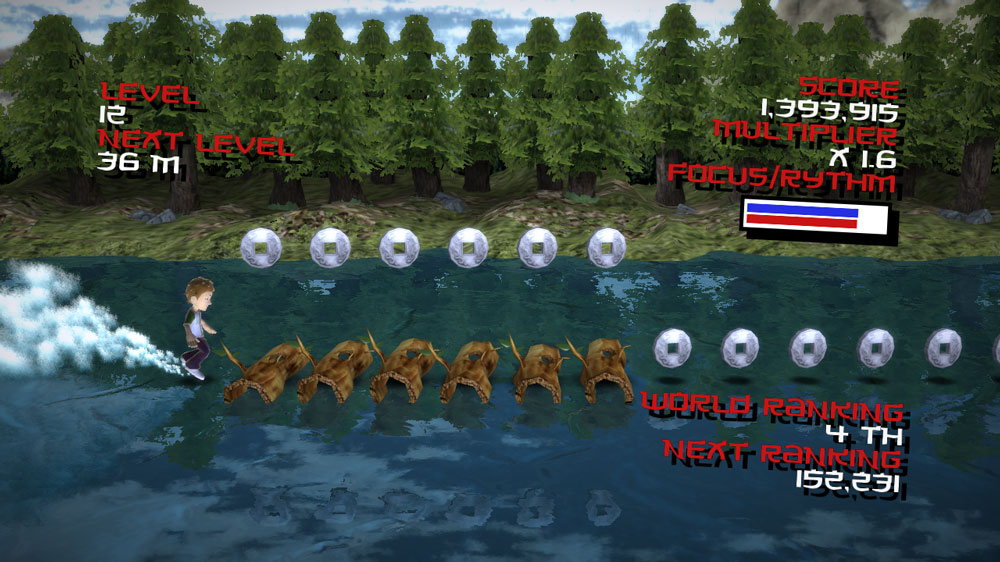 LEVEL
12
NEXT LEVEL
36 M
SCORE
1,393,915
MULTIPLIER
X 1.6
FOCUS/RYTHM
WORLD RANKING
4 TH
NEXT RANKING
152,231